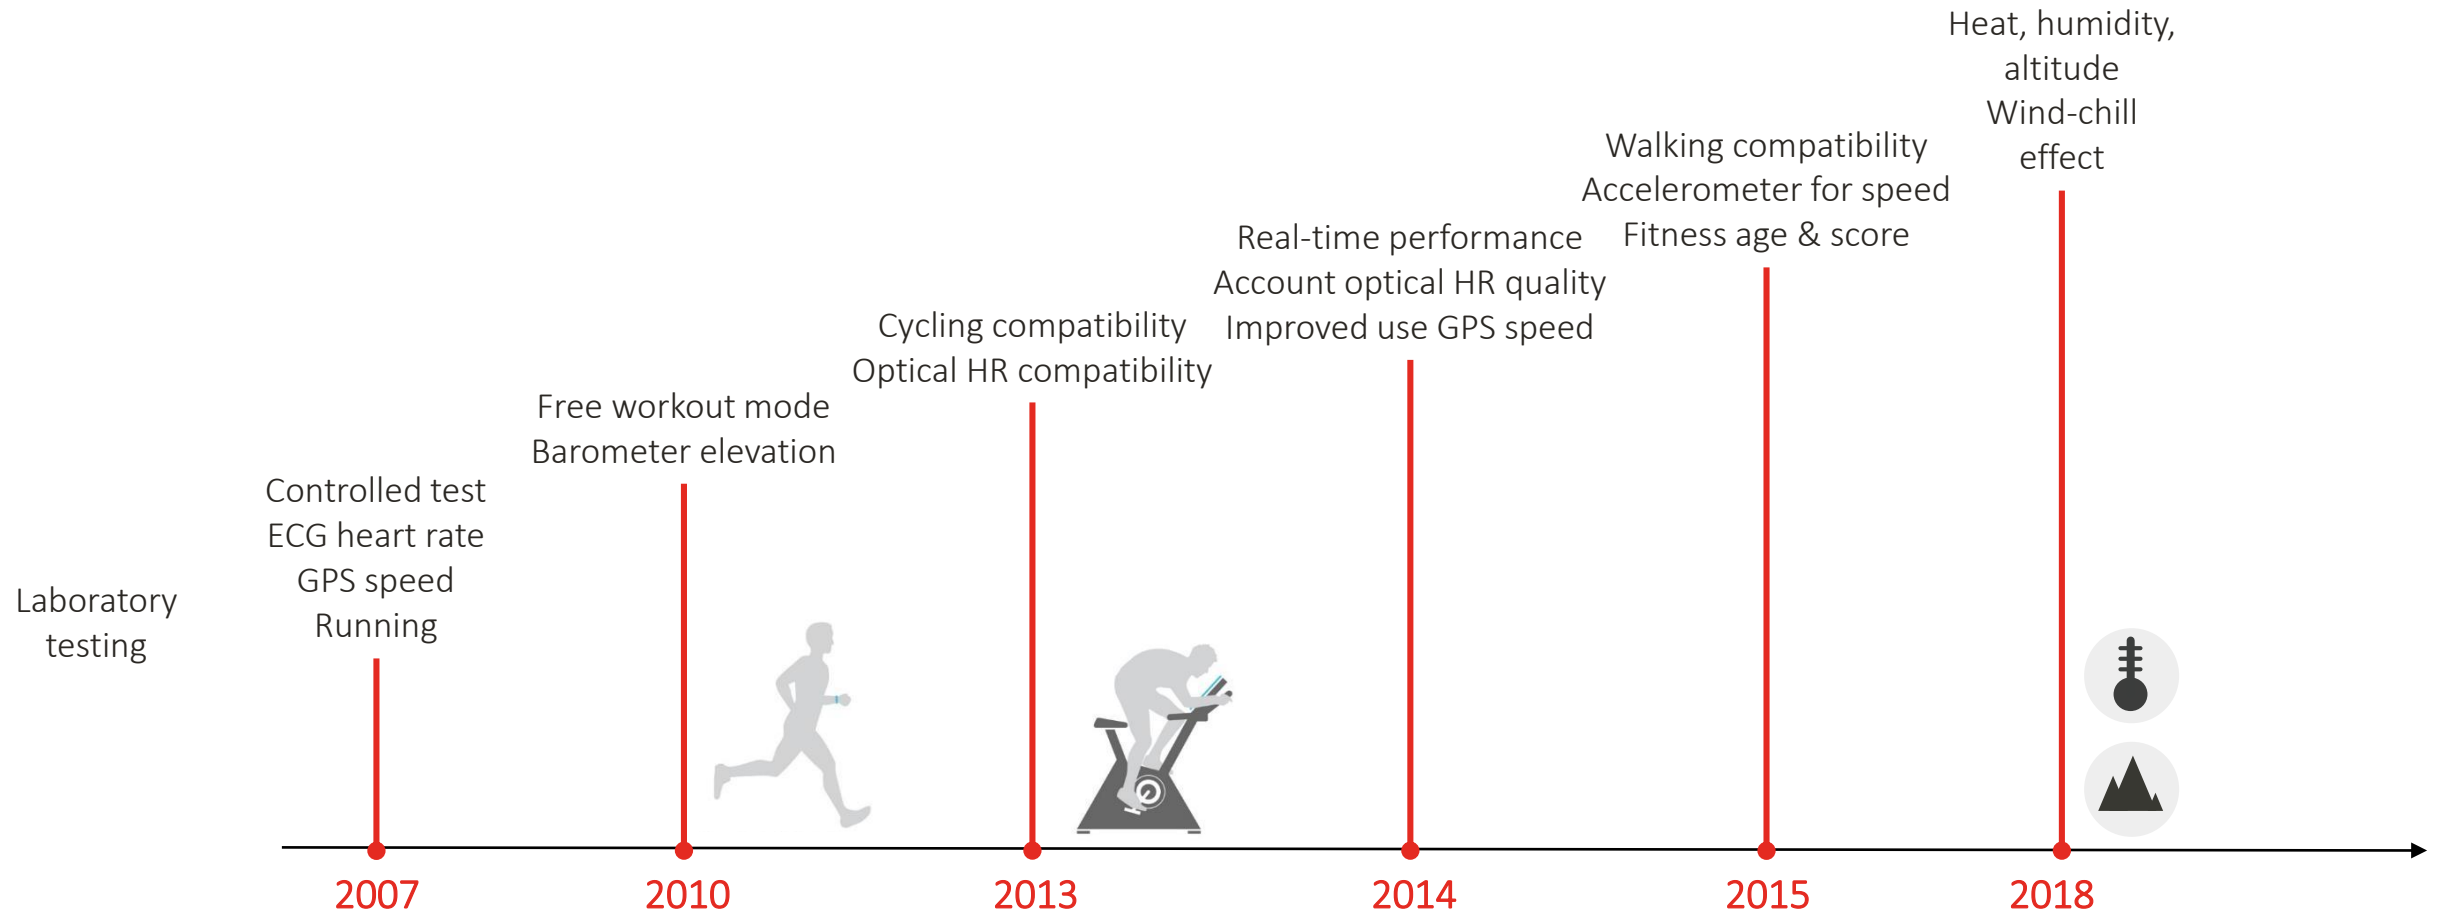 Laboratory
testing
Controlled test
ECG heart rate
GPS speed
Running
Free workout mode
Barometer elevation
Cycling compatibility
Optical HR compatibility
Real-time performance
Account optical HR quality
Improved use GPS speed
Walking compatibility
Accelerometer for speed
Fitness age & score
Heat, humidity,
altitude
Wind-chill
effect
2007
2010
2013
2014
2015
2018